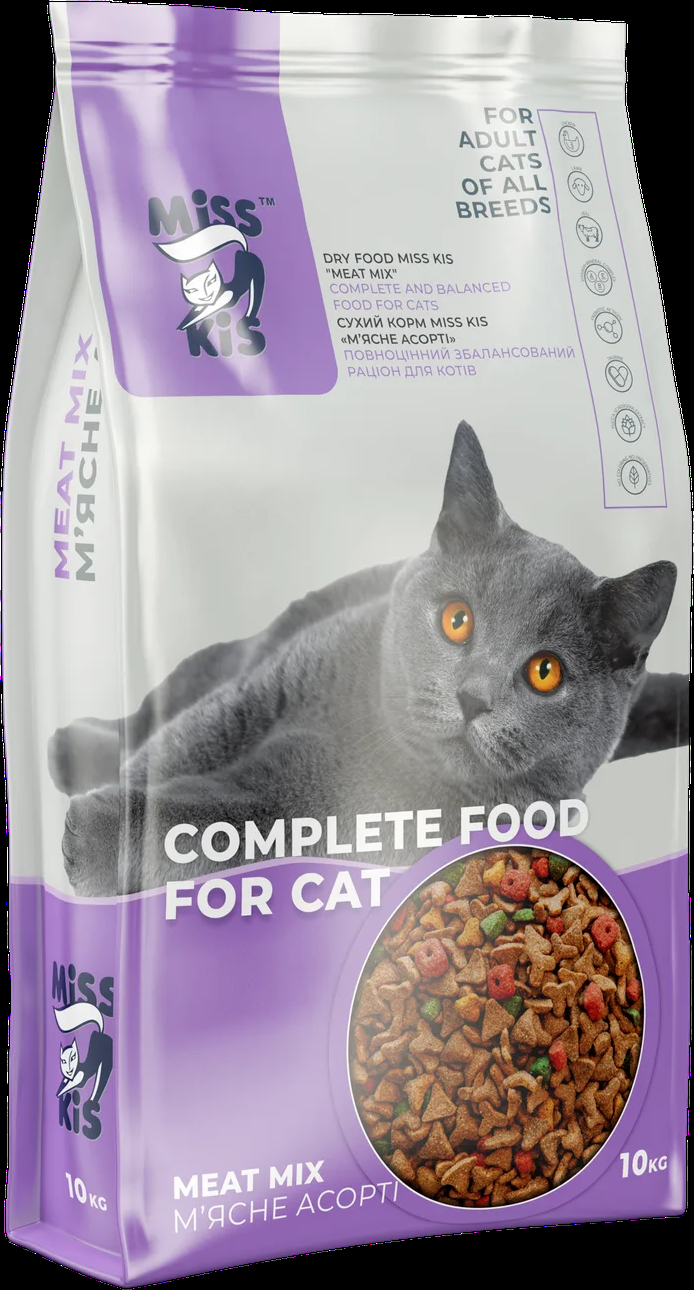 Miss™
Kis
FOR
ADULT
CATS
OF ALL
BREEDS
DRY FOOD MISS KIS
"MEAT MIX"
COMPLETE AND BALANCED
FOOD FOR CATS
СУХИЙ КОРМ MISS KIS
«М'ЯСНЕ АСОРТІ»
ПОВНОЦІННИЙ ЗБАЛАНСОВАНИЙ
РАЦІОН ДЛЯ КОТІВ
MEAT MIX
М'ЯСНЕ
COMPLETE FOOD
FOR CAT
Miss
Kis
10KG
MEAT MIX
М'ЯСНЕ АСОРТІ
10KG